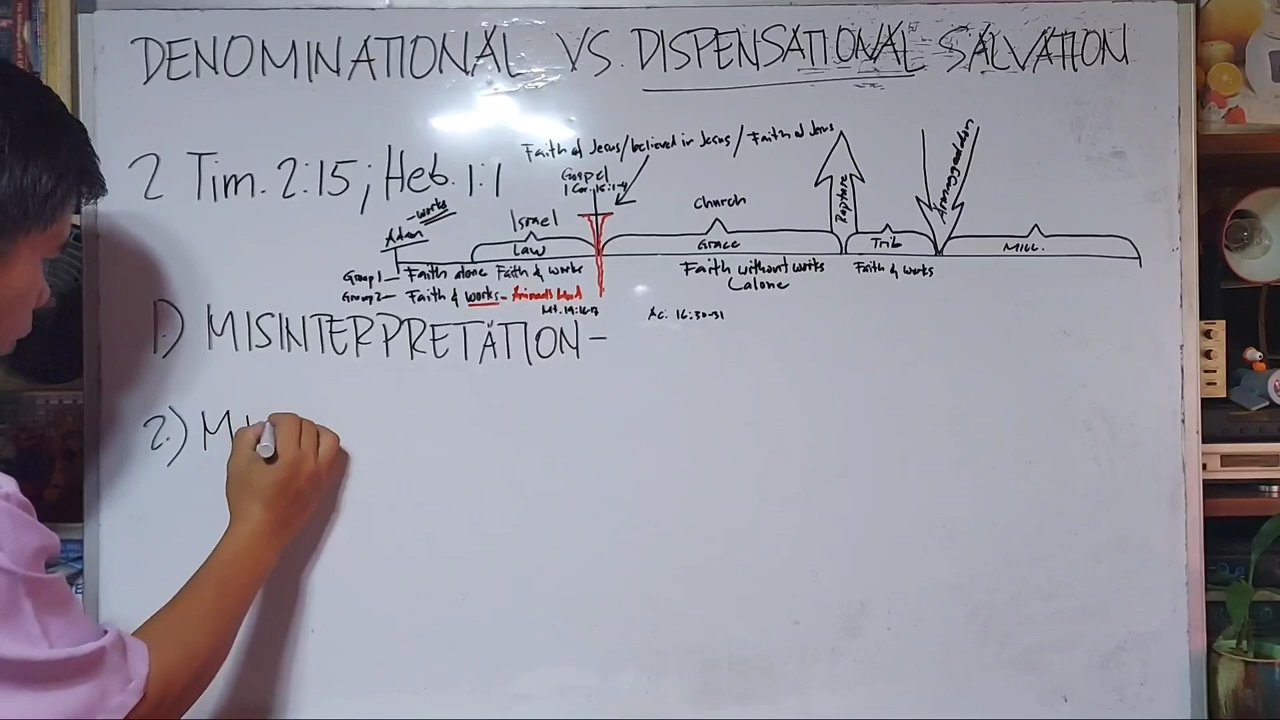 DENOMINATIONAL VS. DISPENSATIONAL SALVATION
Faith of Jesus/believed in Jesus/Faith of Jesus
2 Tim. 2:15; Heb. 1:1
Gospel
1 Cor. 15:1-4
-works
Adam
Israel
Church
Rapture
Armageddon
Law
Grace
Trib
Mill.
Group 1 - Faith alone Faith & works
Faith without works
(alone
Faith & works
Group 2 - Faith & works - Animals blood
Mt. 19:16-17
Ac. 16:30-31
1.) MISINTERPRETATION-
2.) MI